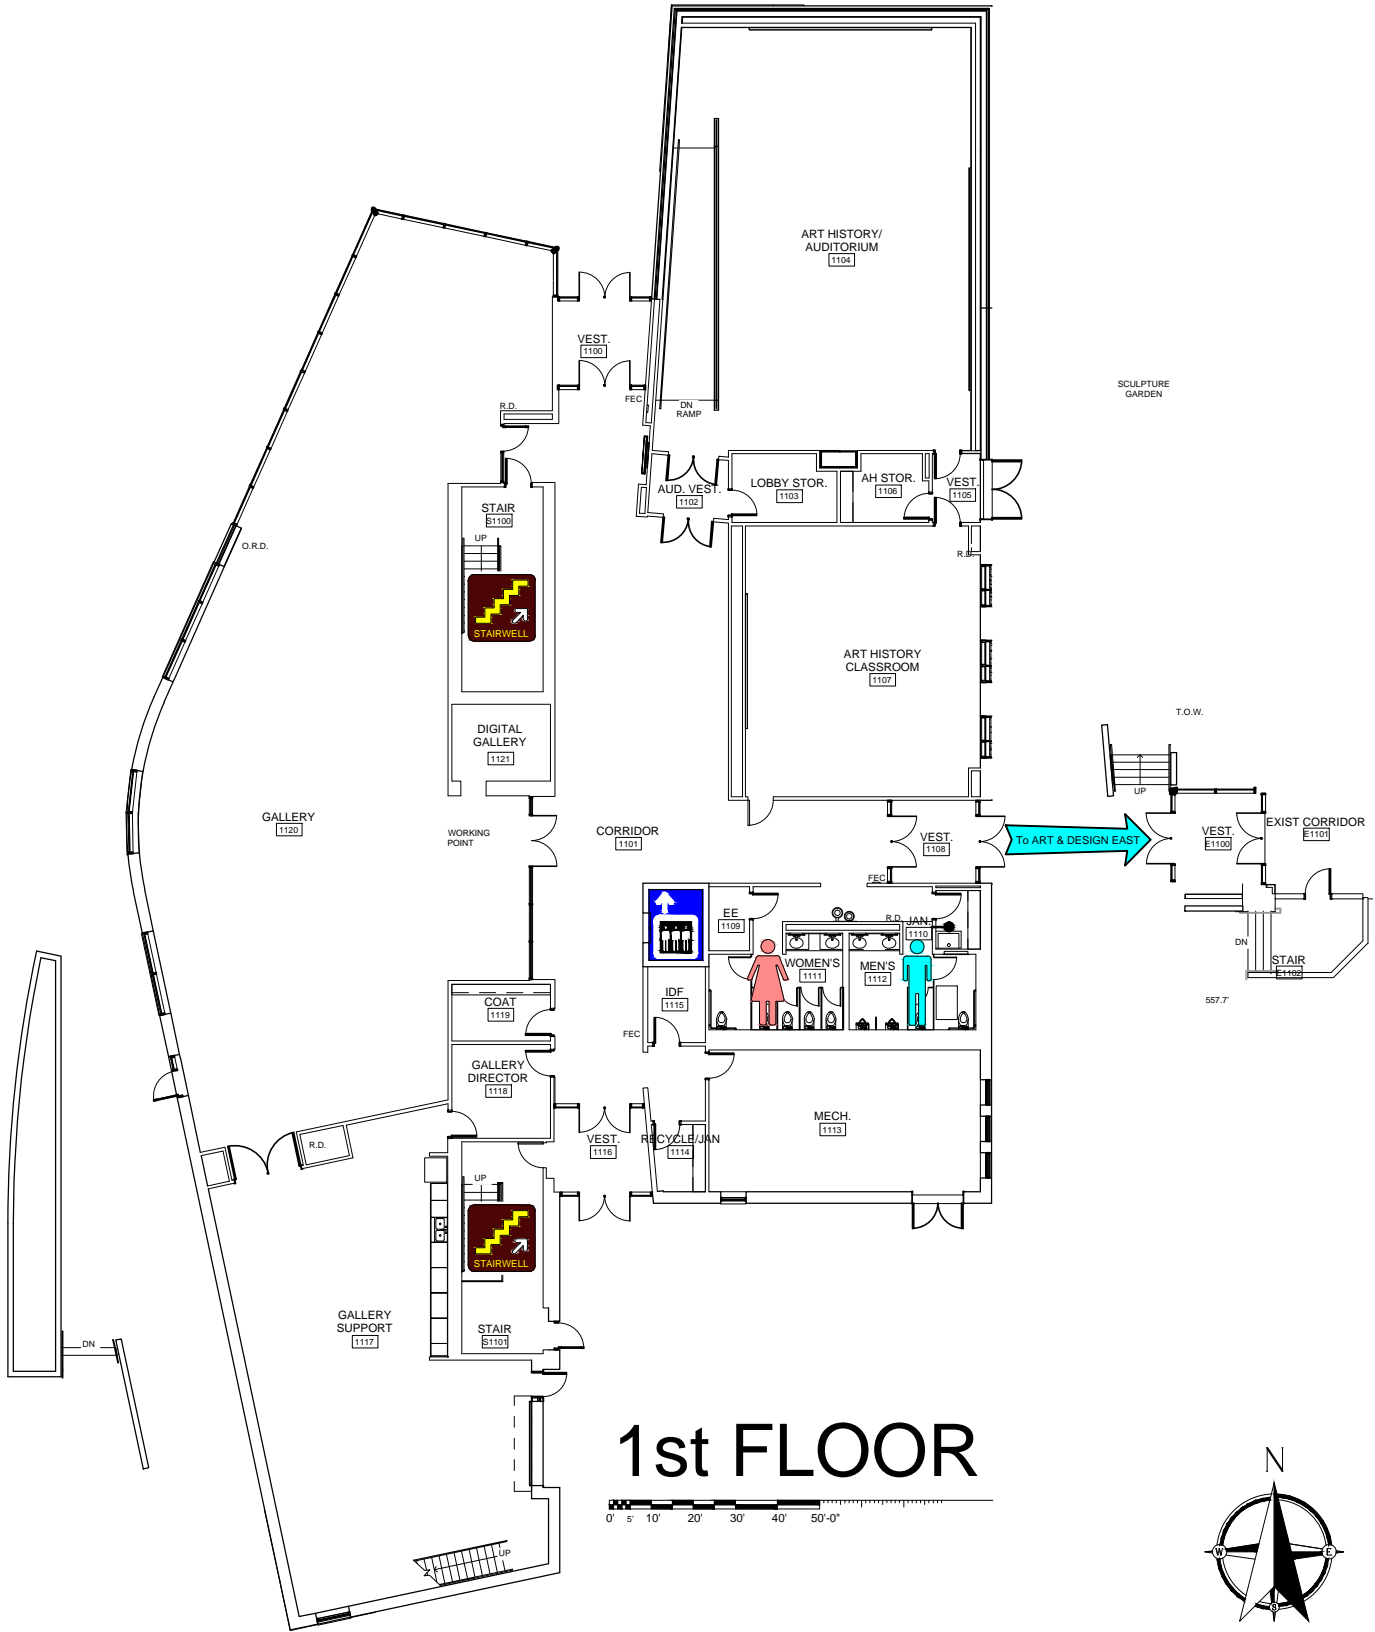 ART HISTORY/
AUDITORIUM
1104
VEST.
1100
SCULPTURE
GARDEN
FEC
R.D.
DN
RAMP
AUD. VEST.
1102
LOBBY STOR.
1103
AH STOR.
1106
VEST.
1105
STAIR
S1100
UP
O.R.D.
R.D.
STAIRWELL
ART HISTORY
CLASSROOM
1107
T.O.W.
DIGITAL
GALLERY
1121
UP
GALLERY
1120
WORKING
POINT
CORRIDOR
1101
VEST.
1108
To ART & DESIGN EAST
VEST.
E1100
EXIST CORRIDOR
E1101
FEC
EE
1109
R.D.
JAN.
1110
DN
WOMEN'S
1111
MEN'S
1112
STAIR
E1102
IDF
1115
COAT
1119
557.7'
FEC
GALLERY
DIRECTOR
1118
MECH.
1113
R.D.
VEST.
1116
RECYCLE/JAN
1114
UP
STAIRWELL
GALLERY
SUPPORT
1117
STAIR
S1101
DN
1st FLOOR
N
0' 5' 10' 20' 30' 40' 50'-0"
UP
W E
S